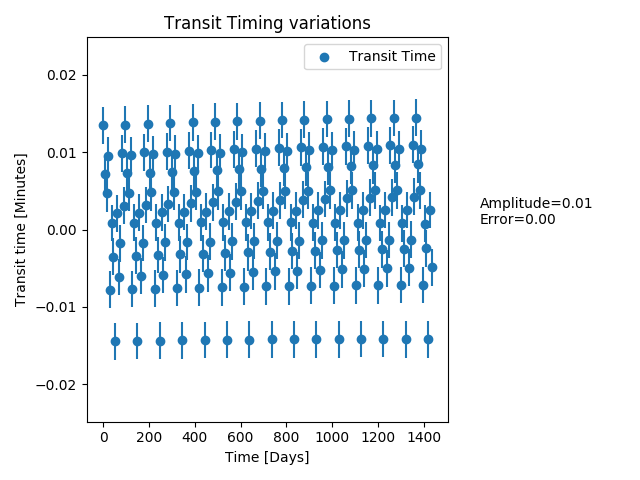 Transit Timing variations
Transit Time
0.02
0.01
0.00
−0.01
−0.02
Transit time [Minutes]
0 200 400 600 800 1000 1200 1400
Time [Days]
Amplitude=0.01
Error=0.00